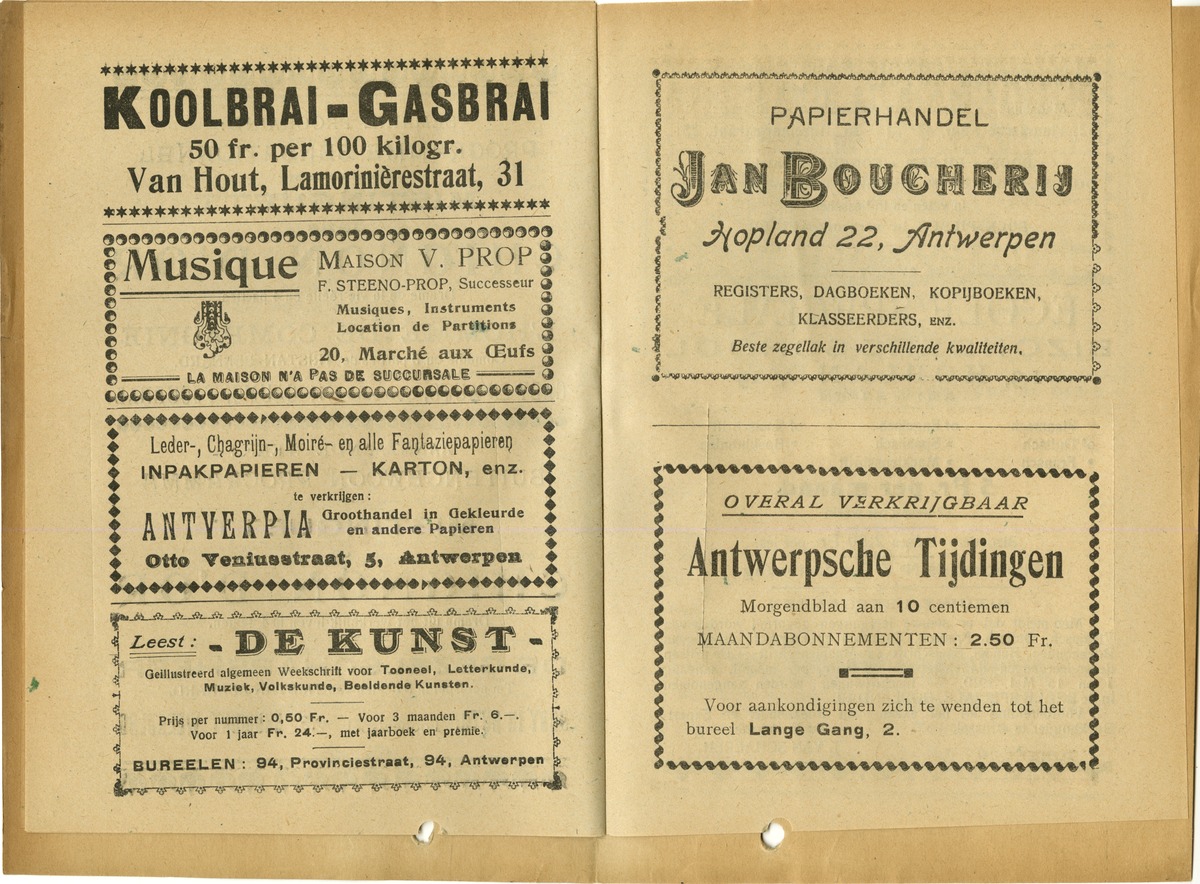 KOOLBRAI - GASBRAI
50 fr. per 100 kilogr.
Van Hout, Lamorinièrestraat, 31
Musique
MAISON V. PROP
F. STEENO-PROP, Successeur
Musiques, Instruments
Location de Partitions
20, Marché aux Œufs
LA MAISON N'A PAS DE SUCCURSALE
Leder-, Chagrijn-, Moiré- en alle Fantaziepapieren
INPAKPAPIEREN — KARTON, enz.
te verkrijgen :
ANTVERPIA Groothandel in Gekleurde
en andere Papieren
Otto Veniusstraat, 5, Antwerpen
Leest : - DE KUNST -
Geïllustreerd algemeen Weekschrift voor Tooneel, Letterkunde,
Muziek, Volkskunde, Beeldende Kunsten.
Prijs per nummer : 0,50 Fr. — Voor 3 maanden Fr. 6.—.
Voor 1 jaar Fr. 24.—, met jaarboek en premie.
BUREELEN : 94, Provinciestraat, 94, Antwerpen
PAPIERHANDEL
JAN BOUCHERIJ
Hopland 22, Antwerpen
REGISTERS, DAGBOEKEN, KOPIJBOEKEN,
KLASSEERDERS, ENZ.
Beste zegellak in verschillende kwaliteiten.
OVERAL VERKRIJGBAAR
Antwerpsche Tijdingen
Morgendblad aan 10 centiemen
MAANDABONNEMENTEN : 2.50 Fr.
Voor aankondigingen zich te wenden tot het
bureel Lange Gang, 2.